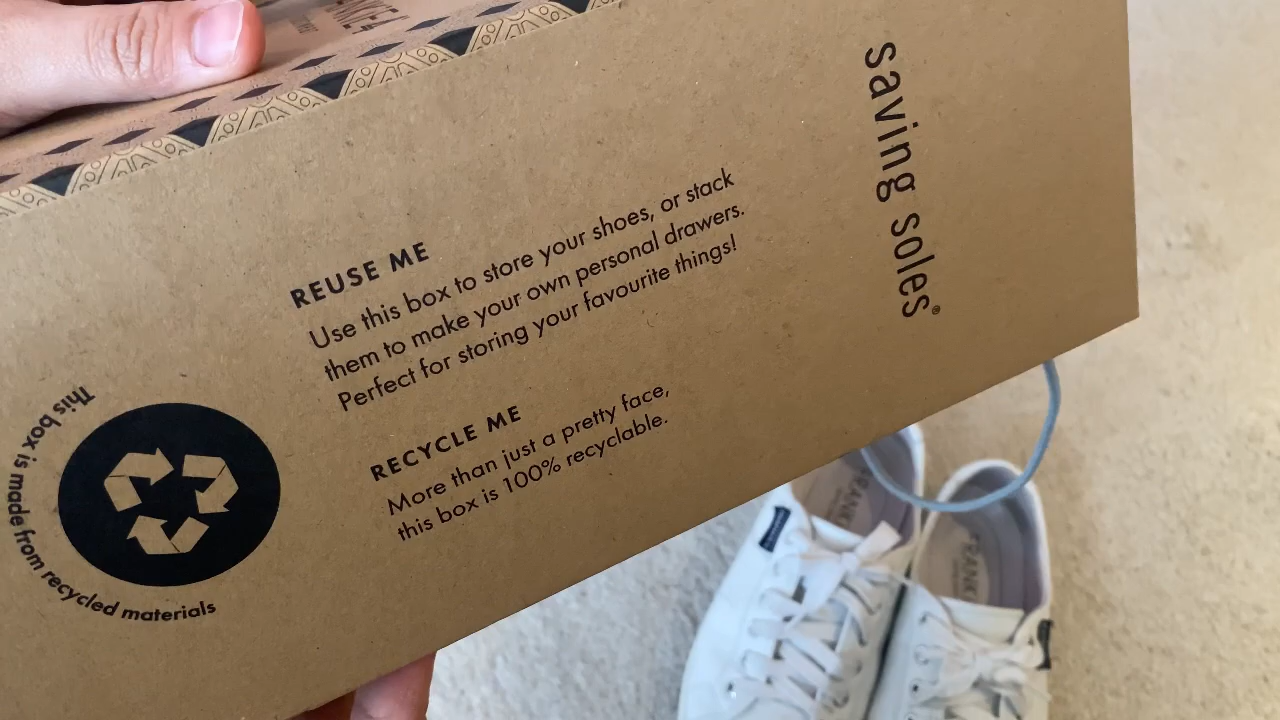 REUSE ME
Use this box to store your shoes, or stack
them to make your own personal drawers.
Perfect for storing your favourite things!
RECYCLE ME
More than just a pretty face,
this box is 100% recyclable.
This box is made from recycled materials
saving soles®